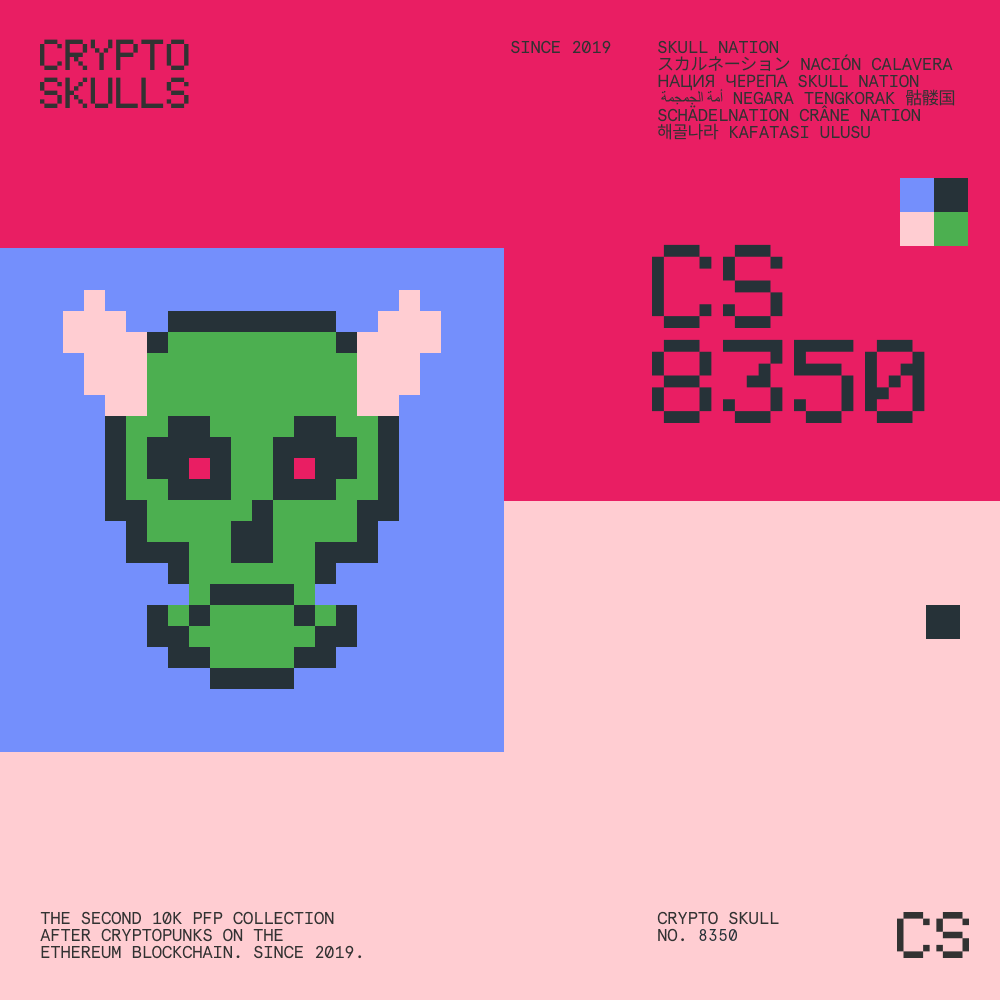 CRYPTO
SKULLS
SINCE 2019
SKULL NATION
スカルネーション NACIÓN CALAVERA
НАЦИЯ ЧЕРЕПА SKULL NATION
أمة الجمجمة NEGARA TENGKORAK 骷髅国
SCHÄDELNATION CRÂNE NATION
해골나라 KAFATASI ULUSU
CS
8350
THE SECOND 10K PFP COLLECTION
AFTER CRYPTOPUNKS ON THE
ETHEREUM BLOCKCHAIN. SINCE 2019.
CRYPTO SKULL
NO. 8350
CS